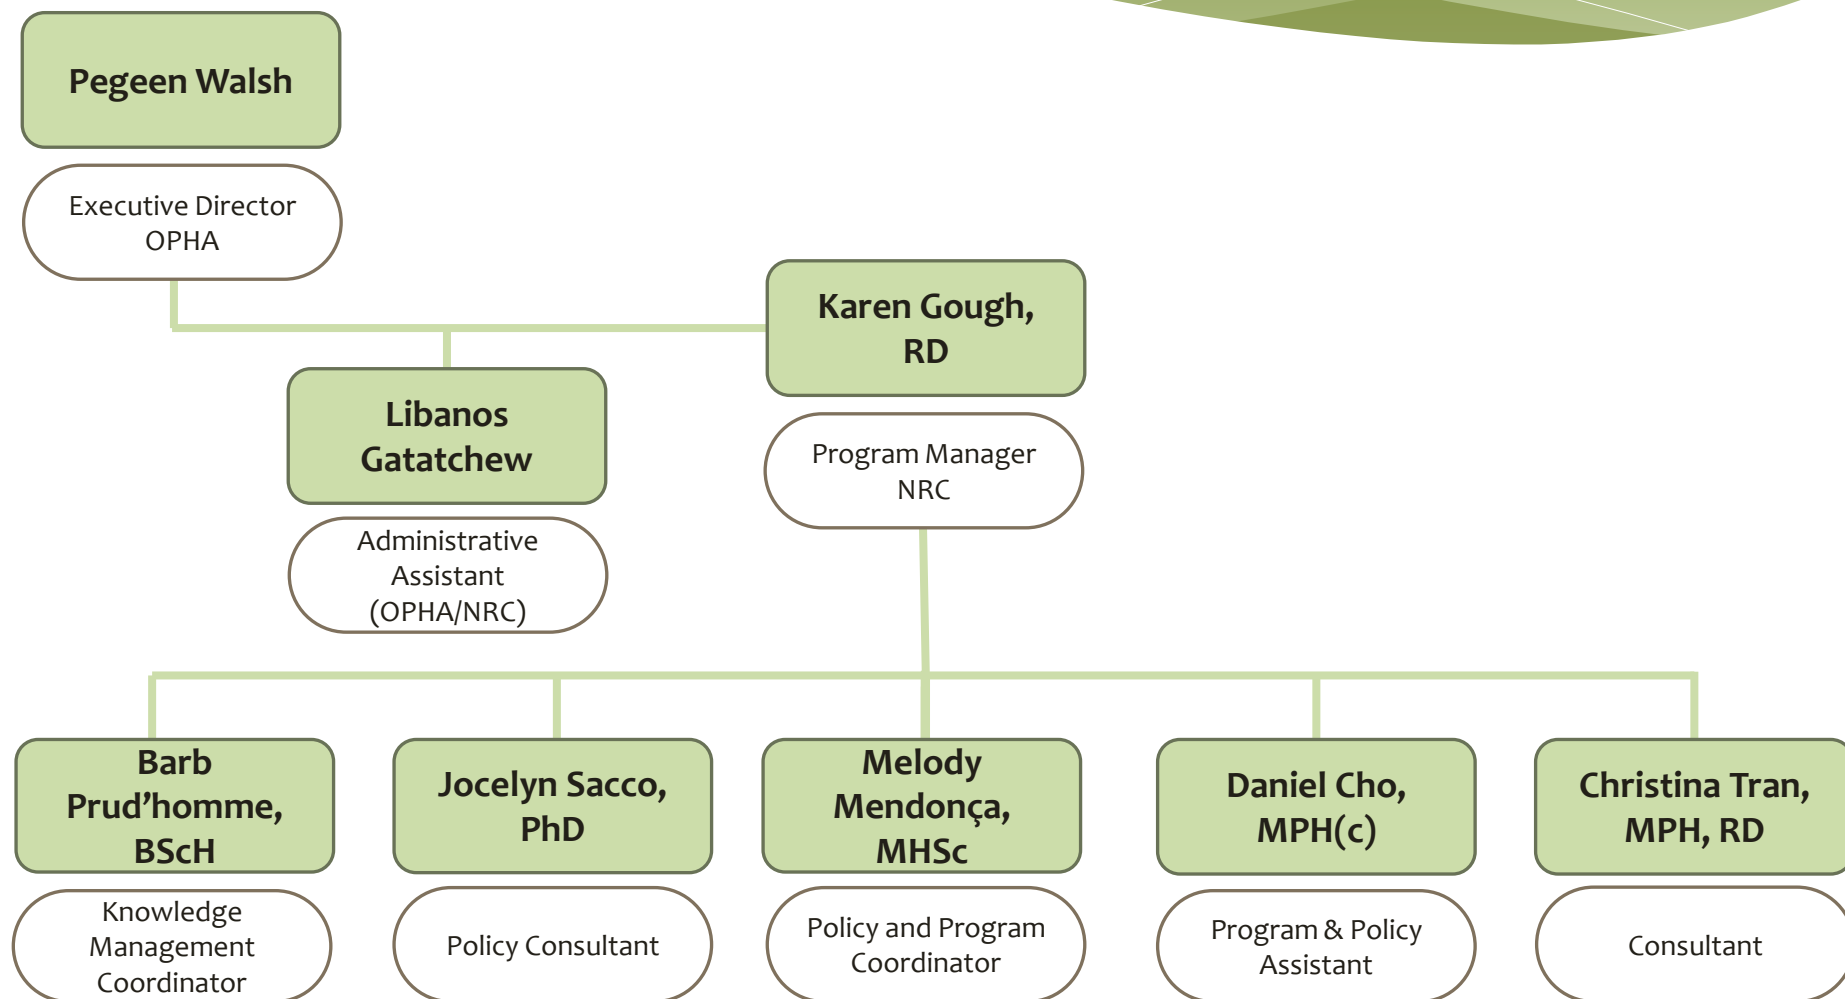 Pegeen Walsh
Executive Director
OPHA
Karen Gough,
RD
Program Manager
NRC
Libanos
Gatatchew
Administrative
Assistant
(OPHA/NRC)
Barb
Prud’homme,
BScH
Knowledge
Management
Coordinator
Jocelyn Sacco,
PhD
Policy Consultant
Melody
Mendonça,
MHSc
Policy and Program
Coordinator
Daniel Cho,
MPH(c)
Program & Policy
Assistant
Christina Tran,
MPH, RD
Consultant